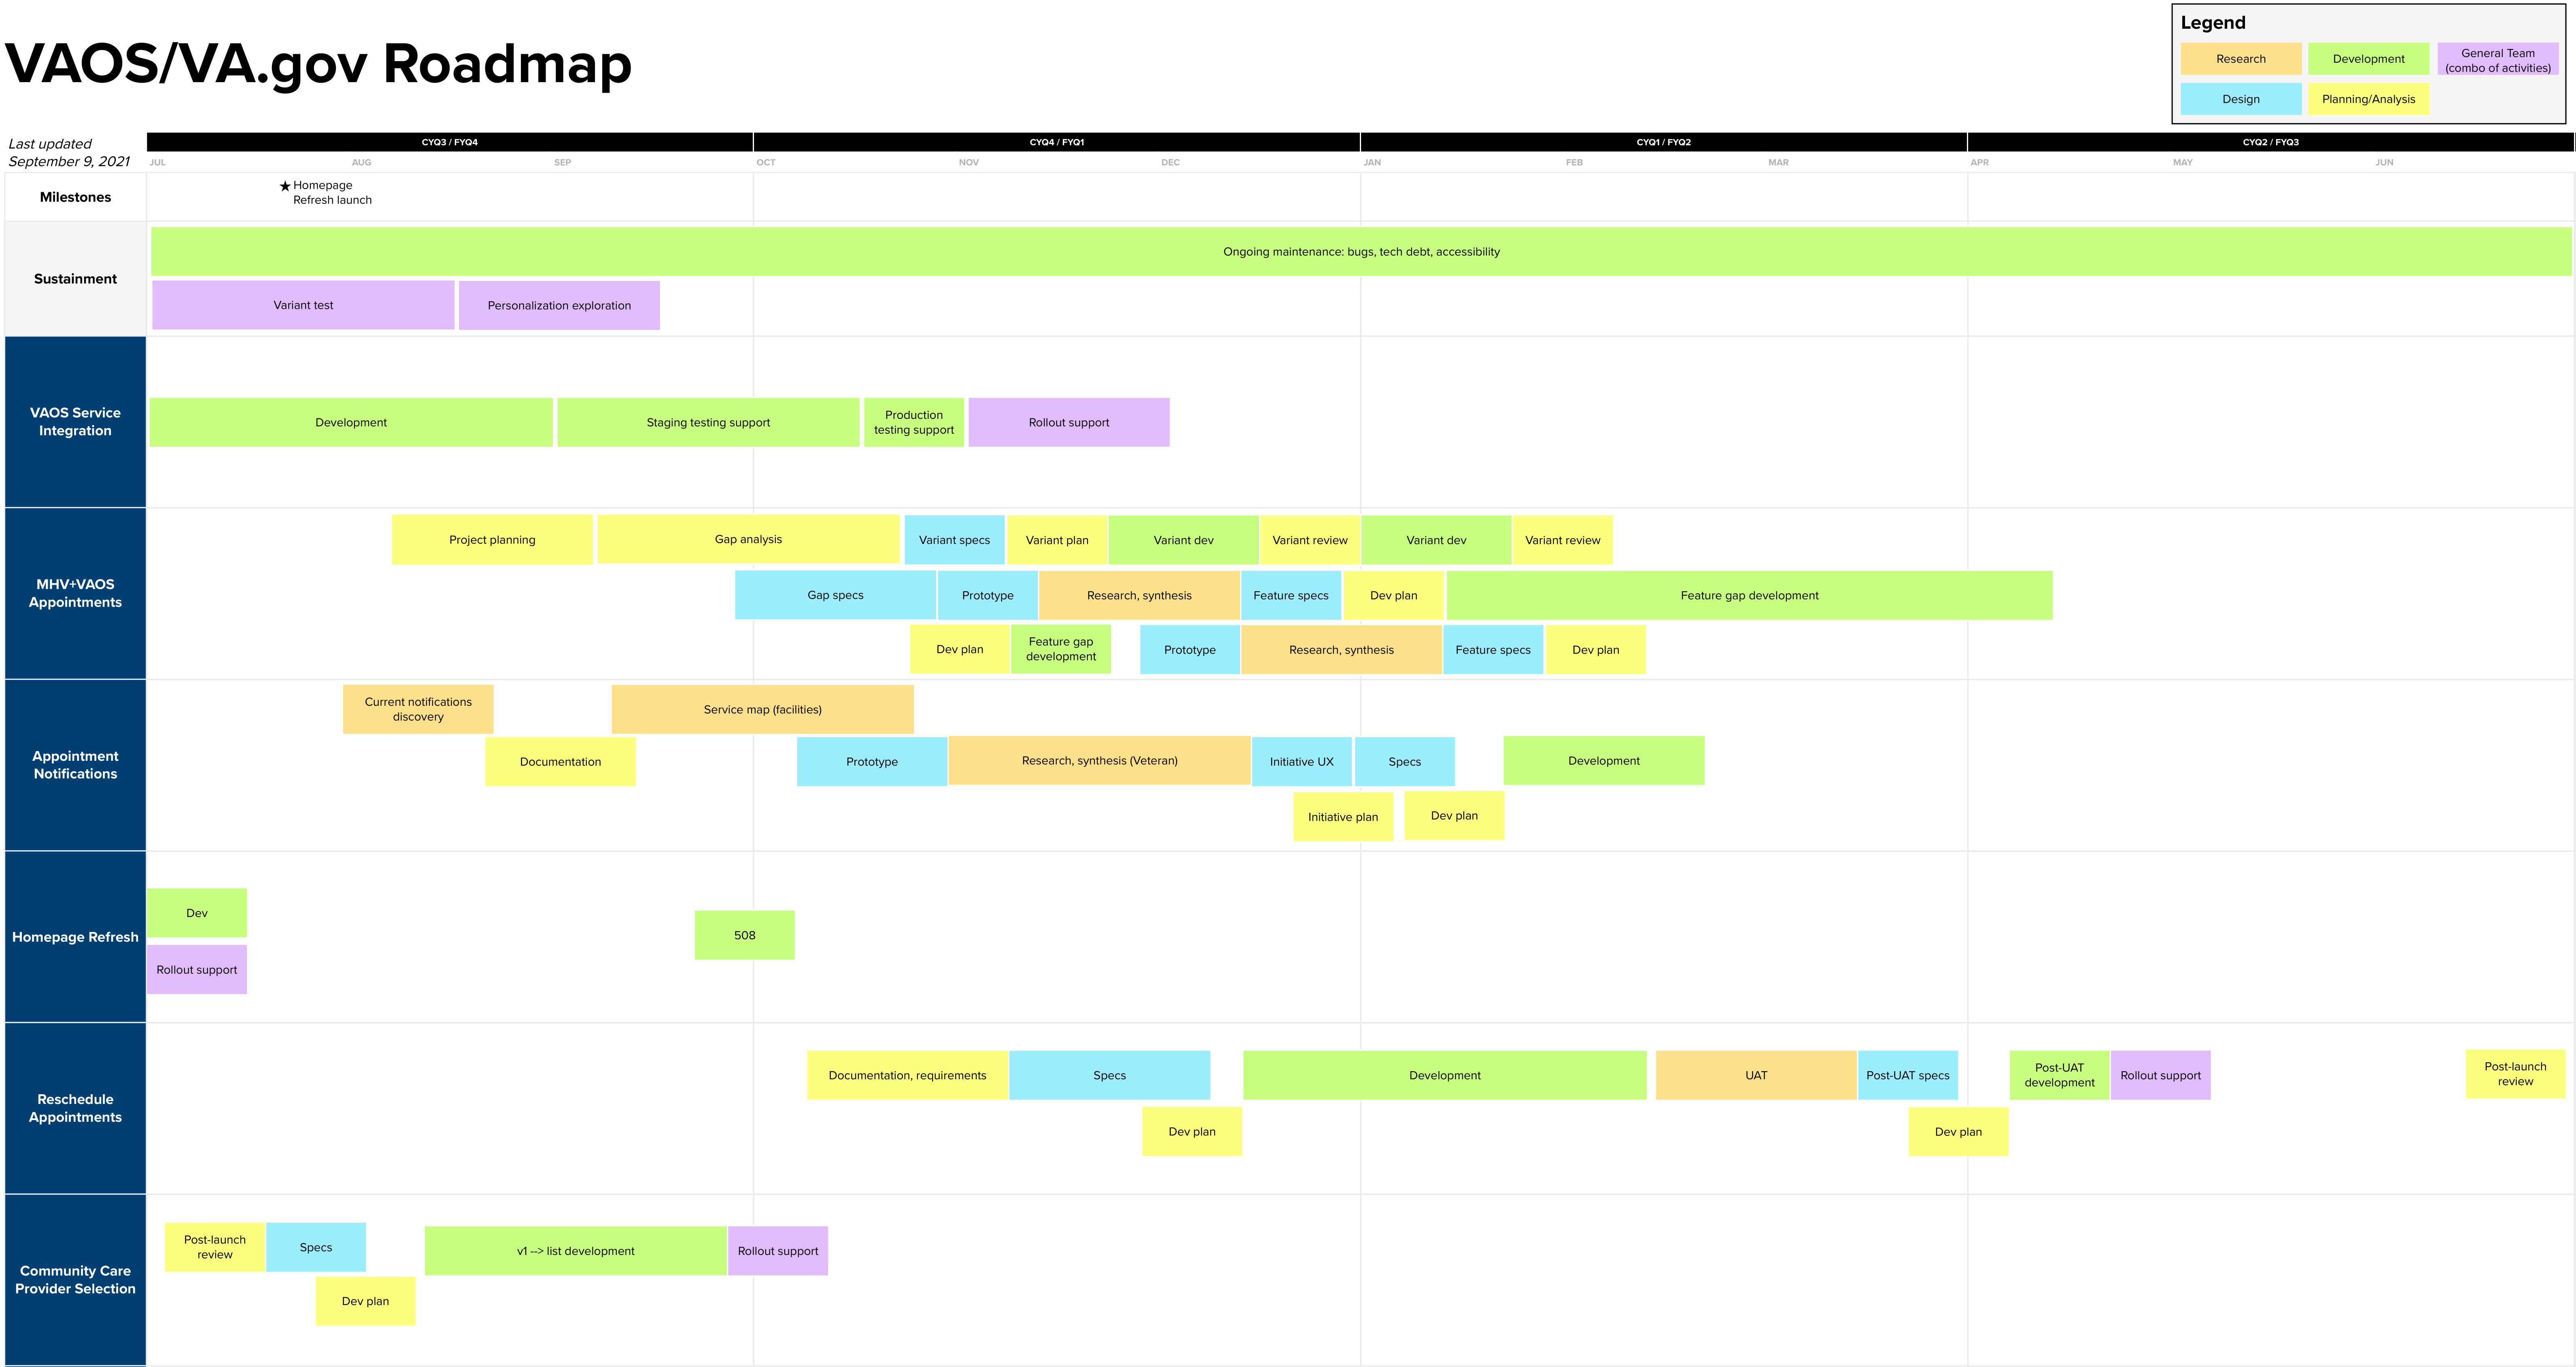 VAOS/VA.gov Roadmap
Legend
Research
Development
General Team
(combo of activities)
Design
Planning/Analysis
Last updated
September 9, 2021
CYQ3 / FYQ4
CYQ4 / FYQ1
CYQ1 / FYQ2
CYQ2 / FYQ3
JUL
AUG
SEP
OCT
NOV
DEC
JAN
FEB
MAR
APR
MAY
JUN
Milestones
★ Homepage
Refresh launch
Sustainment
Ongoing maintenance: bugs, tech debt, accessibility
Variant test
Personalization exploration
VAOS Service
Integration
Development
Staging testing support
Production
testing support
Rollout support
MHV+VAOS
Appointments
Project planning
Gap analysis
Variant specs
Variant plan
Variant dev
Variant review
Variant dev
Variant review
Gap specs
Prototype
Research, synthesis
Feature specs
Dev plan
Feature gap development
Dev plan
Feature gap
development
Prototype
Research, synthesis
Feature specs
Dev plan
Appointment
Notifications
Current notifications
discovery
Service map (facilities)
Documentation
Prototype
Research, synthesis (Veteran)
Initiative UX
Specs
Development
Initiative plan
Dev plan
Homepage Refresh
Dev
508
Rollout support
Reschedule
Appointments
Documentation, requirements
Specs
Development
UAT
Post-UAT specs
Post-UAT
development
Rollout support
Post-launch
review
Dev plan
Dev plan
Community Care
Provider Selection
Post-launch
review
Specs
v1 --> list development
Rollout support
Dev plan